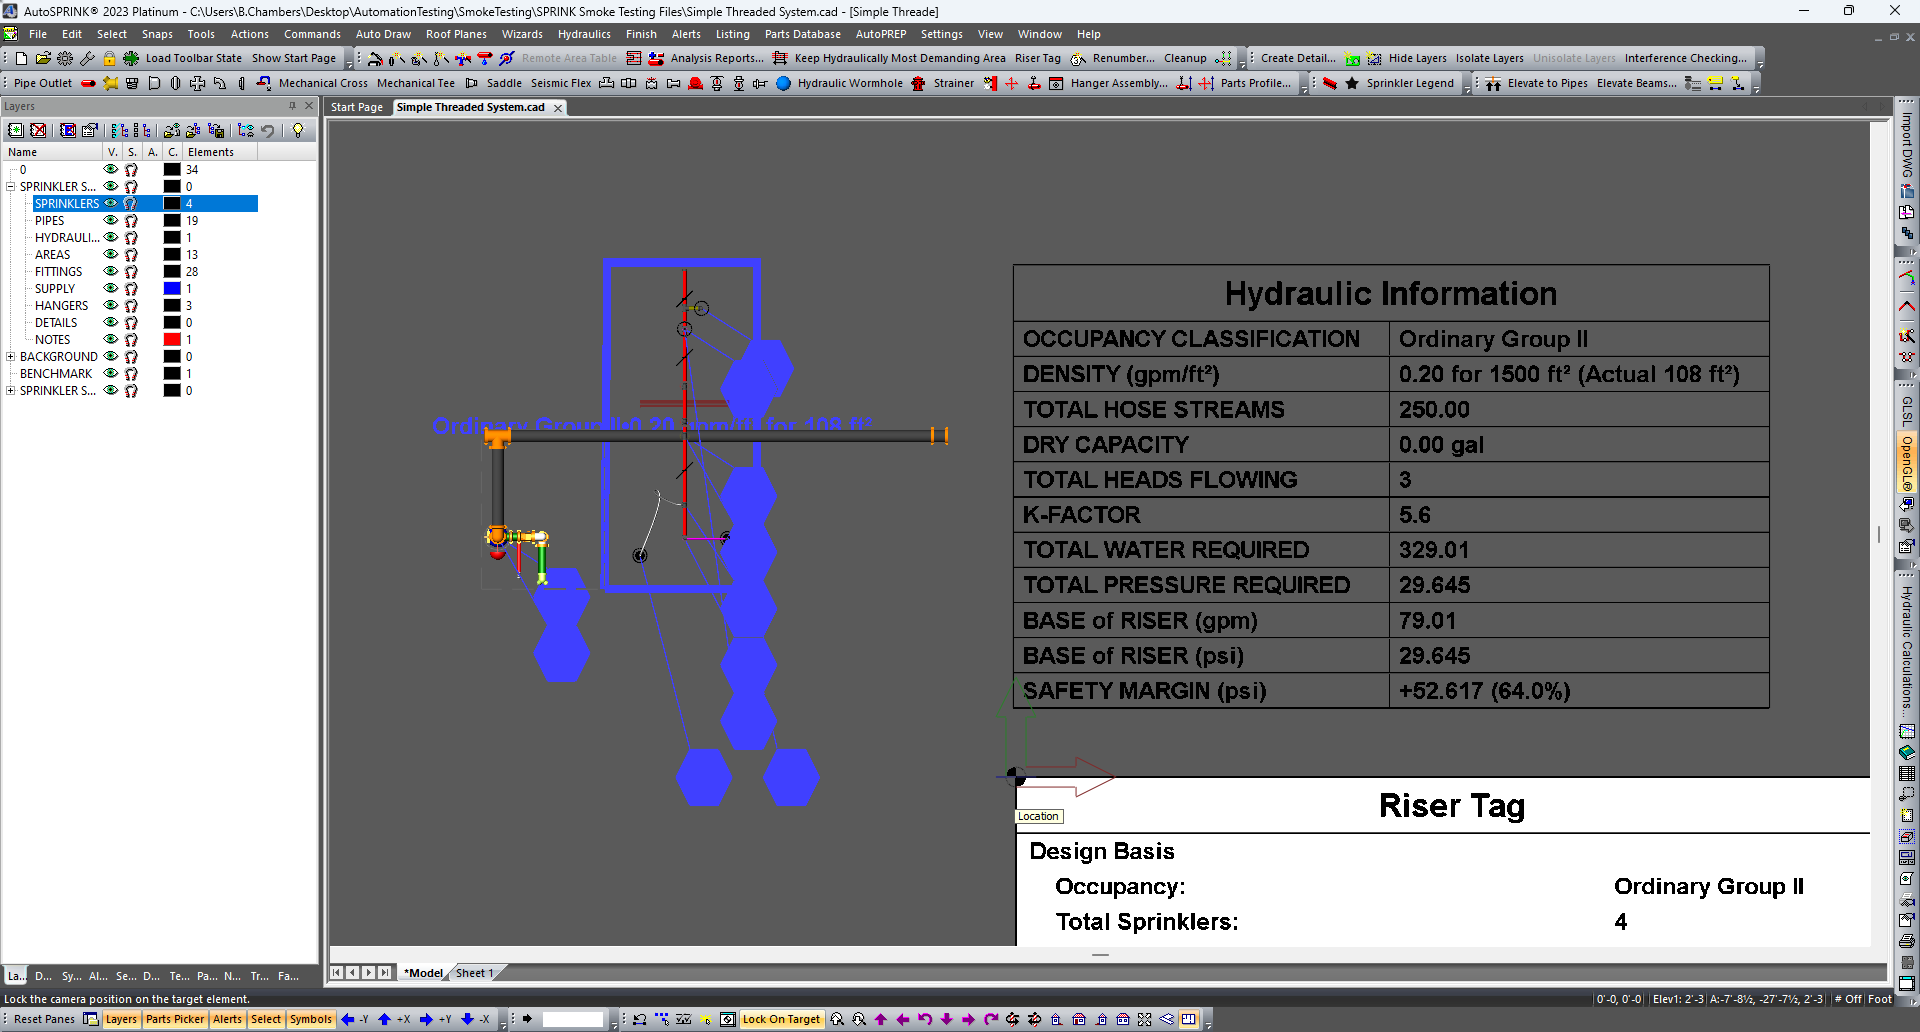 AutoSPRINK® 2023 Platinum - C:\Users\B.Chambers\Desktop\AutomationTesting\SmokeTesting\SPRINK Smoke Testing Files\Simple Threaded System.cad - [Simple Threade]
File Edit Select Snaps Tools Actions Commands Auto Draw Roof Planes Wizards Hydraulics Finish Alerts Listing Parts Database AutoPREP Settings View Window Help
Load Toolbar State Show Start Page Remote Area Table Analysis Reports... Keep Hydraulically Most Demanding Area Riser Tag Renumber... Cleanup Create Detail... Hide Layers Isolate Layers Unisolate Layers Interference Checking...
Pipe Outlet Mechanical Cross Mechanical Tee Saddle Seismic Flex Hydraulic Wormhole Strainer Hanger Assembly... Parts Profile... Sprinkler Legend Elevate to Pipes Elevate Beams...
Layers
Start Page Simple Threaded System.cad
Name V. S. A. C. Elements
0 34
SPRINKLER S... 0
SPRINKLERS 4
PIPES 19
HYDRAULI... 1
AREAS 13
FITTINGS 28
SUPPLY 1
HANGERS 3
DETAILS 0
NOTES 1
BACKGROUND 0
BENCHMARK 1
SPRINKLER S... 0
Hydraulic Information
OCCUPANCY CLASSIFICATION Ordinary Group II
DENSITY (gpm/ft²) 0.20 for 1500 ft² (Actual 108 ft²)
TOTAL HOSE STREAMS 250.00
DRY CAPACITY 0.00 gal
TOTAL HEADS FLOWING 3
K-FACTOR 5.6
TOTAL WATER REQUIRED 329.01
TOTAL PRESSURE REQUIRED 29.645
BASE of RISER (gpm) 79.01
BASE of RISER (psi) 29.645
SAFETY MARGIN (psi) +52.617 (64.0%)
Ordinary Group II 0.20 gpm/ft² for 108 ft²
Location
Riser Tag
Design Basis
Occupancy: Ordinary Group II
Total Sprinklers: 4
Import DWG
GLSL
OpenGL®
Hydraulic Calculations...
La... D... Sy... Al... Se... D... Te... Pa... N... Tr... Fa...
*Model Sheet 1
Lock the camera position on the target element.
0'-0, 0'-0 Elev1: 2'-3 A:-7'-8½, -27'-7½, 2'-3 # Off Foot
Reset Panes Layers Parts Picker Alerts Select Symbols -Y +X +Y -X Lock On Target